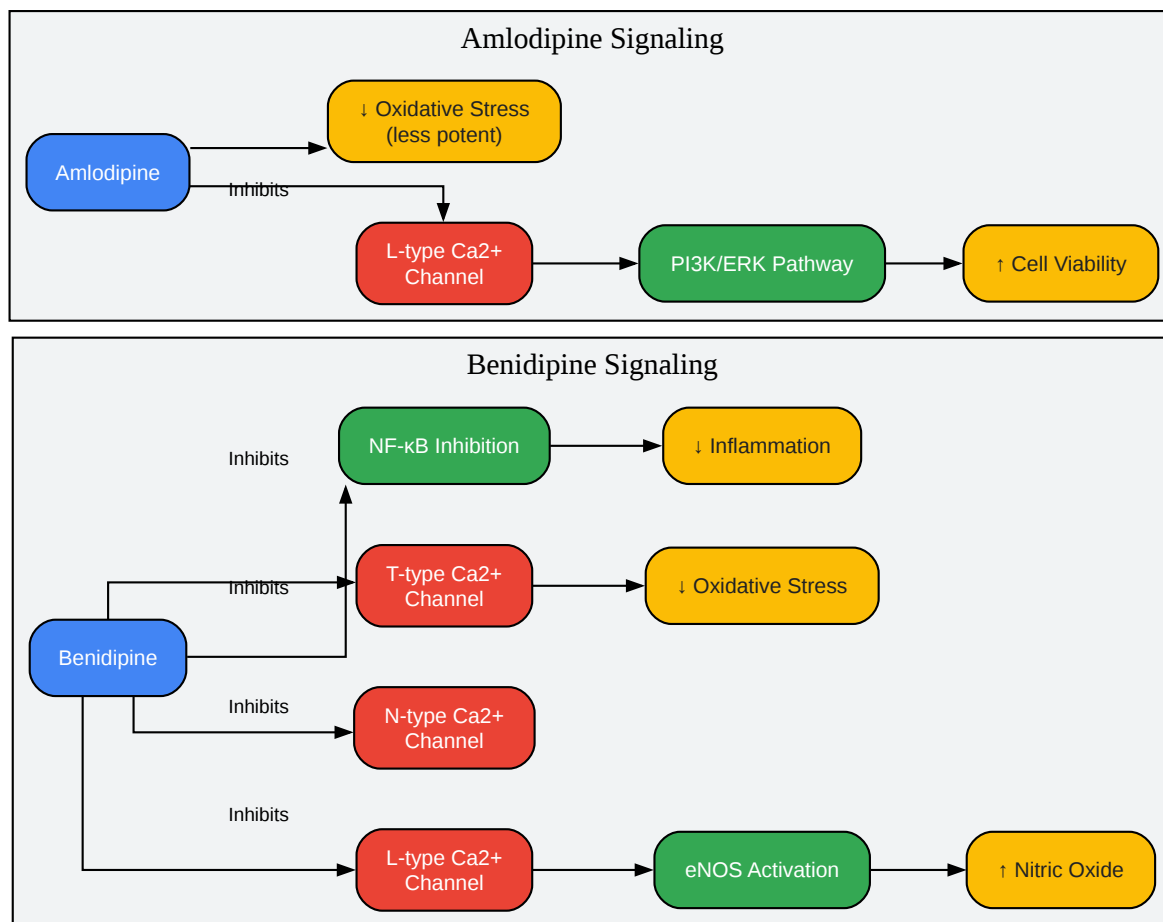 Amlodipine Signaling
↓ Oxidative Stress
(less potent)
Amlodipine
Inhibits
L-type Ca2+
Channel
PI3K/ERK Pathway
↑ Cell Viability
Benidipine Signaling
Inhibits
NF-κB Inhibition
↓ Inflammation
Inhibits
T-type Ca2+
Channel
↓ Oxidative Stress
Benidipine
Inhibits
N-type Ca2+
Channel
Inhibits
L-type Ca2+
Channel
eNOS Activation
↑ Nitric Oxide